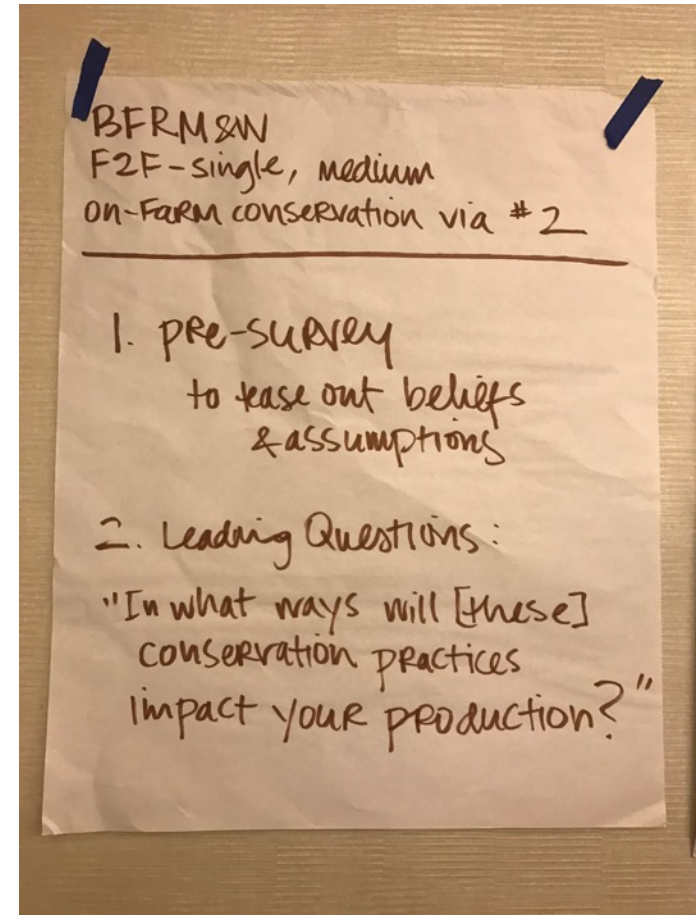 BFRM&W
F2F-single, medium
on-FaRM conseRvation via #2
1. pRe-suRvey
to tease out beliefs
& assumptions
2. Leading Questions:
"In what ways will [these]
conseRvation pRactices
impact youR pRoduction?"